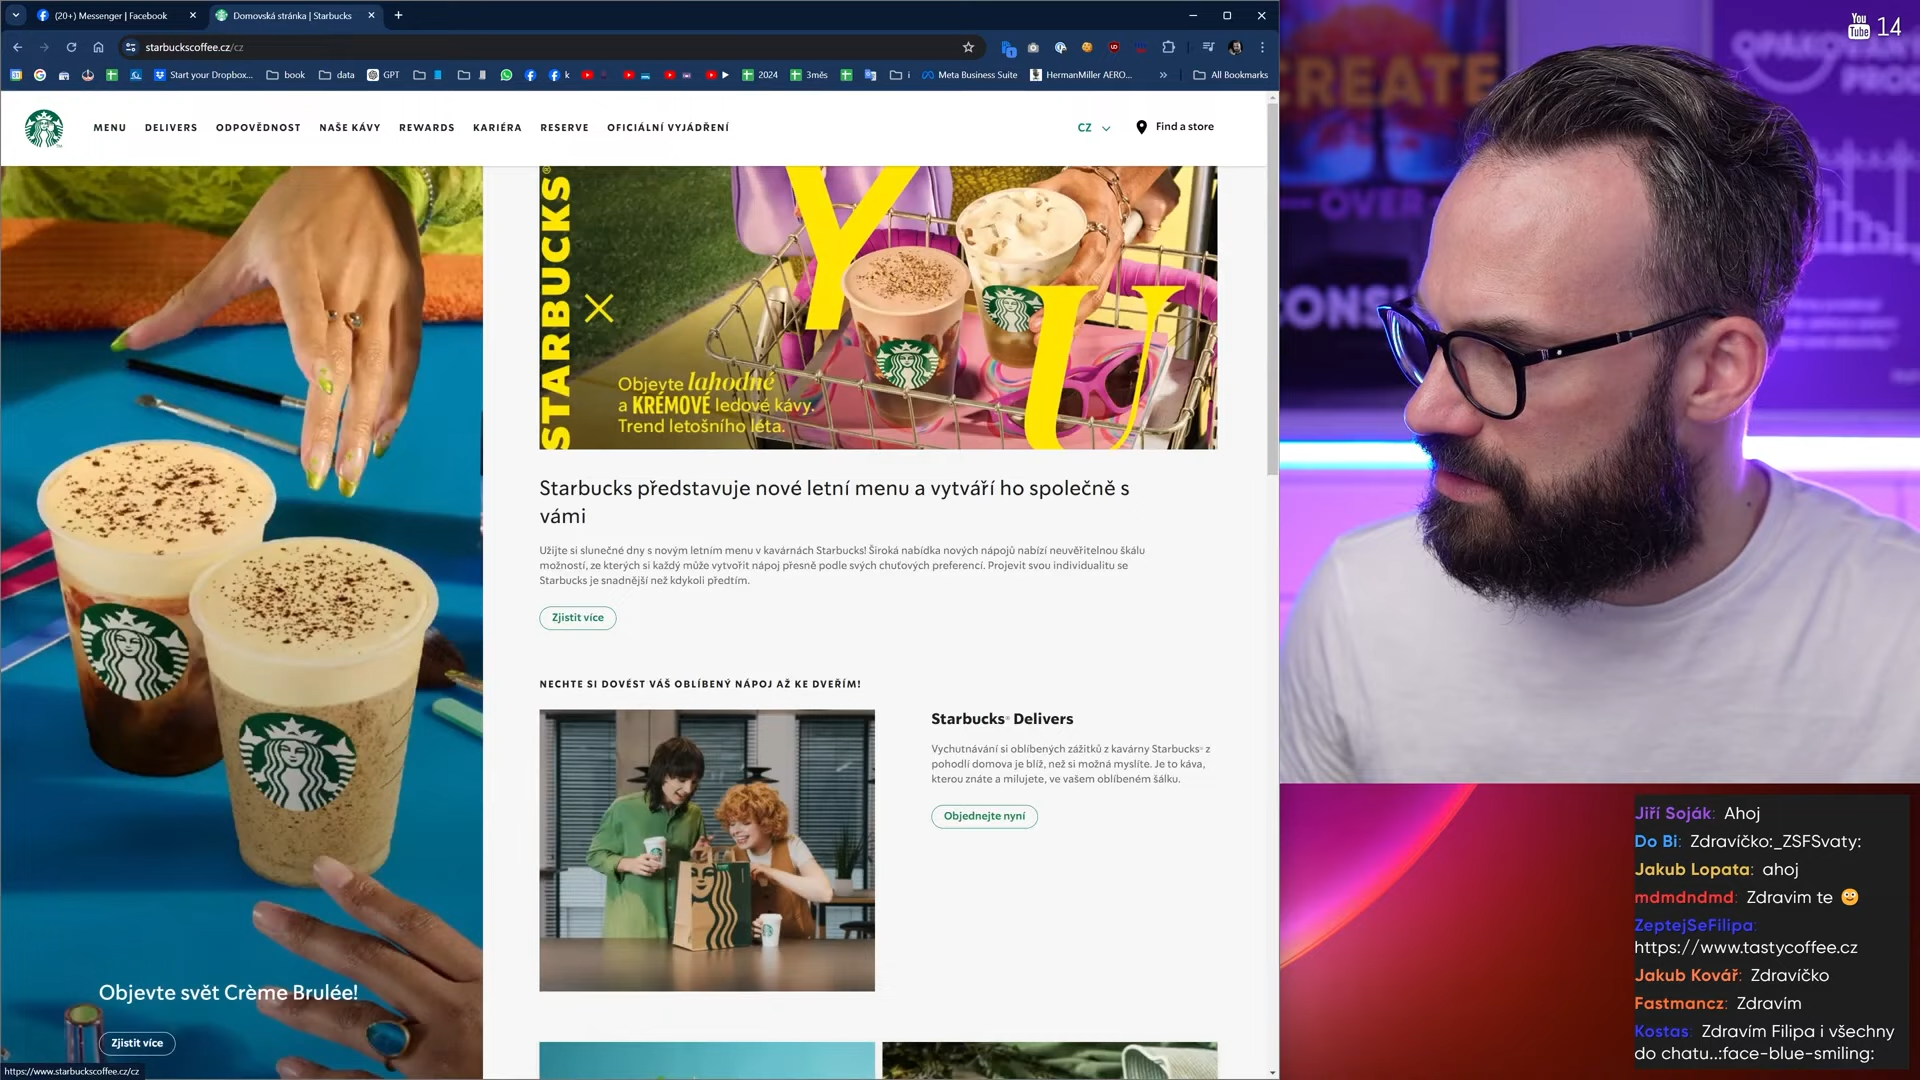 (20+) Messenger | Facebook
Domovská stránka | Starbucks
starbuckscoffee.cz/cz
Start your Dropbox...
book
data
GPT
k
2024
3měs
i
Meta Business Suite
HermanMiller AERO...
All Bookmarks
MENU
DELIVERS
ODPOVĚDNOST
NAŠE KÁVY
REWARDS
KARIÉRA
RESERVE
OFICIÁLNÍ VYJÁDŘENÍ
CZ
Find a store
STARBUCKS®
Y
U
Objevte lahodné
a KRÉMOVÉ ledové kávy.
Trend letošního léta.
Starbucks představuje nové letní menu a vytváří ho společně s
vámi
Užijte si slunečné dny s novým letním menu v kavárnách Starbucks! Široká nabídka nových nápojů nabízí neuvěřitelnou škálu
možností, ze kterých si každý může vytvořit nápoj přesně podle svých chuťových preferencí. Projevit svou individualitu se
Starbucks je snadnější než kdykoli předtím.
Zjistit více
NECHTE SI DOVÉST VÁŠ OBLÍBENÝ NÁPOJ AŽ KE DVEŘÍM!
Starbucks® Delivers
Vychutnávání si oblíbených zážitků z kavárny Starbucks® z
pohodlí domova je blíž, než si možná myslíte. Je to káva,
kterou znáte a milujete, ve vašem oblíbeném šálku.
Objednejte nyní
Objevte svět Crème Brulée!
Zjistit více
https://www.starbuckscoffee.cz/cz
You
Tube
14
CREATE
OVER
CONS
OPAKOV
PROC
Jiří Soják: Ahoj
Do Bi: Zdravíčko:_ZSFSvaty:
Jakub Lopata: ahoj
mdmdndmd: Zdravim te
ZeptejSeFilipa:
https://www.tastycoffee.cz
Jakub Kovář: Zdravíčko
Fastmancz: Zdravím
Kostas: Zdravím Filipa i všechny
do chatu..:face-blue-smiling: